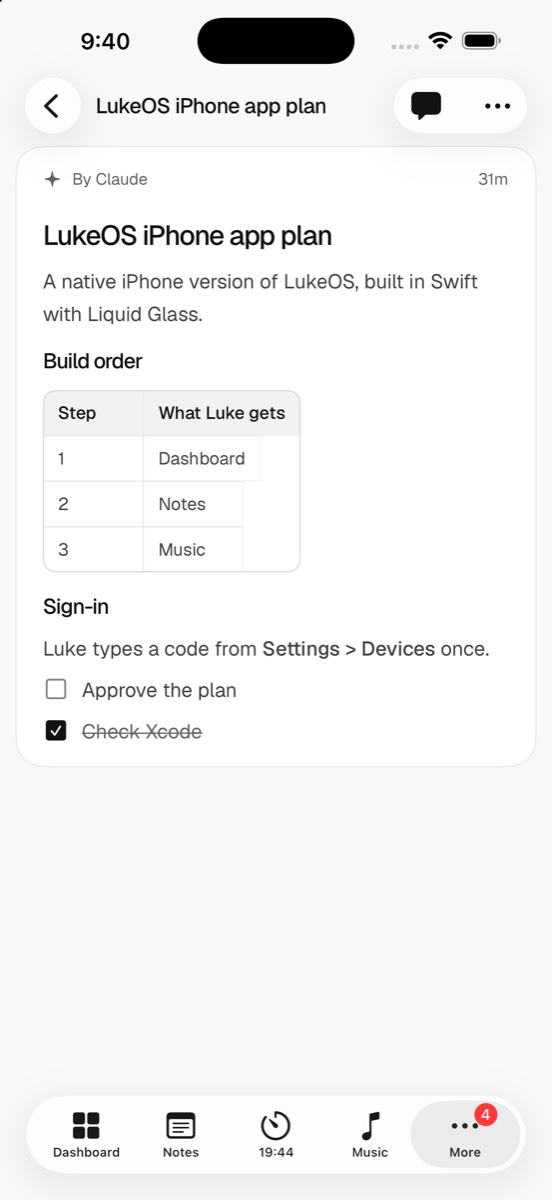 9:40
LukeOS iPhone app plan
By Claude 31m
LukeOS iPhone app plan
A native iPhone version of LukeOS, built in Swift
with Liquid Glass.
Build order
Step What Luke gets
1 Dashboard
2 Notes
3 Music
Sign-in
Luke types a code from Settings > Devices once.
Approve the plan
Check Xcode
4
Dashboard Notes 19:44 Music More